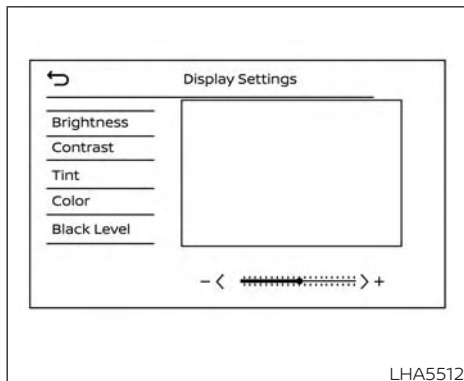 Display Settings
Brightness
Contrast
Tint
Color
Black Level
- < > +
LHA5512